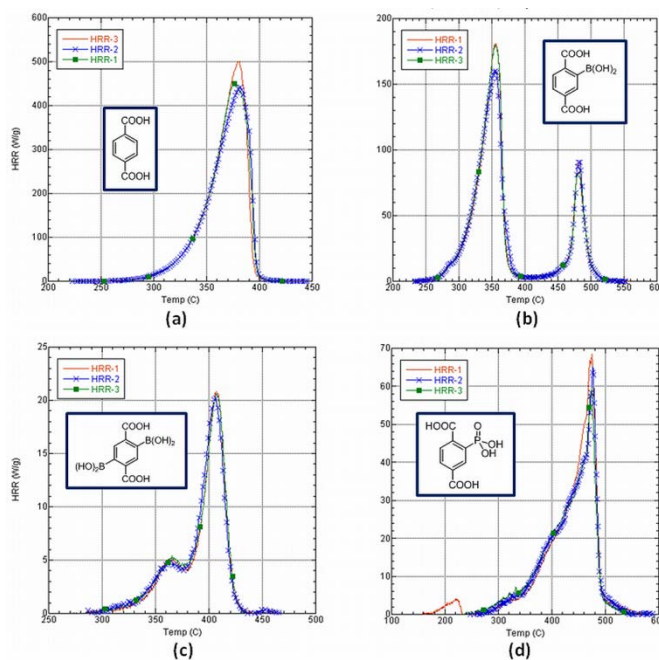 HRR-3
HRR-2
HRR-1
HRR (W/g)
600
500
400
300
200
100
0
200 250 300 350 400 450
Temp (C)
COOH
COOH
(a)
HRR-1
HRR-2
HRR-3
200
150
100
50
0
200 250 300 350 400 450 500 550 600
Temp (C)
COOH
B(OH)2
COOH
(b)
HRR-1
HRR-2
HRR-3
HRR (W/g)
25
20
15
10
5
0
250 300 350 400 450 500
Temp (C)
COOH
B(OH)2
(HO)2B
COOH
(c)
HRR-1
HRR-2
HRR-3
70
60
50
40
30
20
10
0
100 200 300 400 500 600
Temp (C)
HOOC
O
P
OH
OH
COOH
(d)